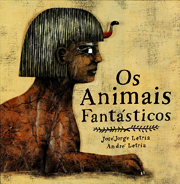 Os
Animais
Fantásticos
José Jorge Letria
André Letria